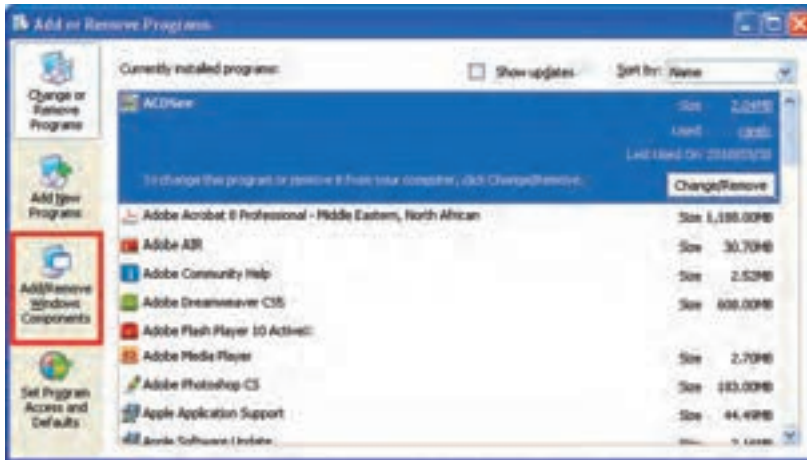 Add or Remove Programs
Currently installed programs:
Show updates
Sort by: Name
Change or
Remove
Programs
Add New
Programs
Add/Remove
Windows
Components
Set Program
Access and
Defaults
ACDSee
Size
Used
Last Used On
To change this program or remove it from your computer, click Change/Remove.
Change/Remove
Adobe Acrobat 8 Professional - Middle Eastern, North African
Size 1,188.00MB
Adobe AIR
Size 30.70MB
Adobe Community Help
Size 2.52MB
Adobe Dreamweaver CS5
Size 608.00MB
Adobe Flash Player 10 ActiveX
Adobe Media Player
Size 2.70MB
Adobe Photoshop CS
Size 183.00MB
Apple Application Support
Size 44.49MB
Apple Software Update